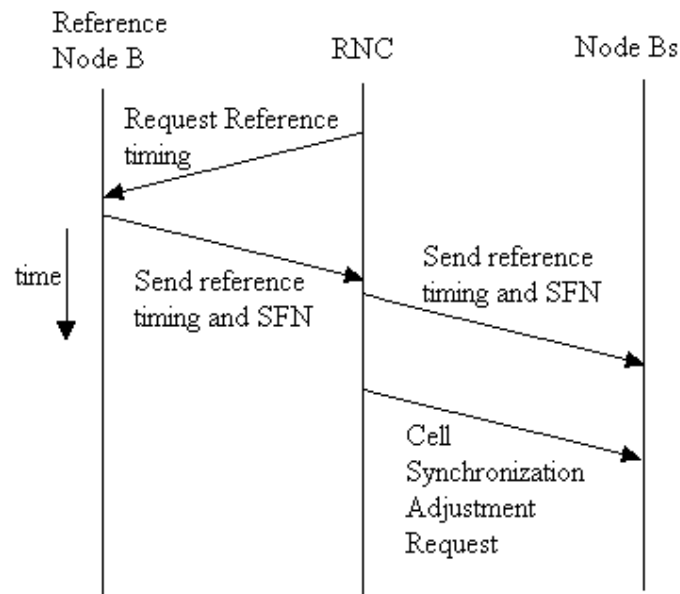 Reference
Node B
RNC
Node Bs
Request Reference
timing
time
Send reference
timing and SFN
Send reference
timing and SFN
Cell
Synchronization
Adjustment
Request